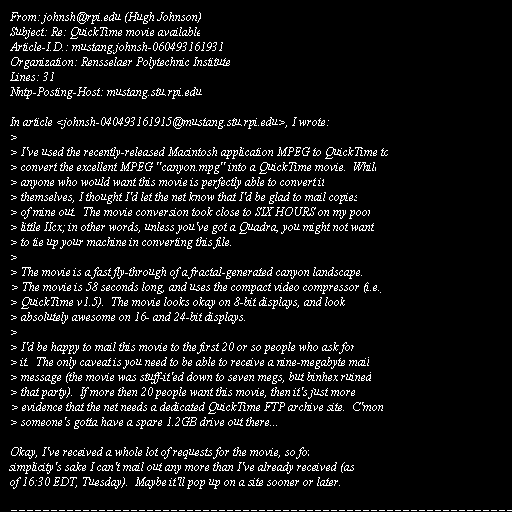 From: johnsh@rpi.edu (Hugh Johnson)
Subject: Re: QuickTime movie available
Article-I.D.: mustang.johnsh-060493161931
Organization: Rensselaer Polytechnic Institute
Lines: 31
Nntp-Posting-Host: mustang.stu.rpi.edu

In article <johnsh-040493161915@mustang.stu.rpi.edu>, I wrote:
>
> I've used the recently-released Macintosh application MPEG to QuickTime to
> convert the excellent MPEG "canyon.mpg" into a QuickTime movie.  While
> anyone who would want this movie is perfectly able to convert it
> themselves, I thought I'd let the net know that I'd be glad to mail copies
> of mine out.  The movie conversion took close to SIX HOURS on my poor
> little IIcx; in other words, unless you've got a Quadra, you might not want
> to tie up your machine in converting this file.
>
> The movie is a fast fly-through of a fractal-generated canyon landscape.
> The movie is 58 seconds long, and uses the compact video compressor (i.e.,
> QuickTime v1.5).  The movie looks okay on 8-bit displays, and look
> absolutely awesome on 16- and 24-bit displays.
>
> I'd be happy to mail this movie to the first 20 or so people who ask for
> it.  The only caveat is you need to be able to receive a nine-megabyte mail
> message (the movie was stuff-it'ed down to seven megs, but binhex ruined
> that party).  If more then 20 people want this movie, then it's just more
> evidence that the net needs a dedicated QuickTime FTP archive site.  C'mon
> someone's gotta have a spare 1.2GB drive out there...

Okay, I've received a whole lot of requests for the movie, so for
simplicity's sake I can't mail out any more than I've already received (as
of 16:30 EDT, Tuesday).  Maybe it'll pop up on a site sooner or later.